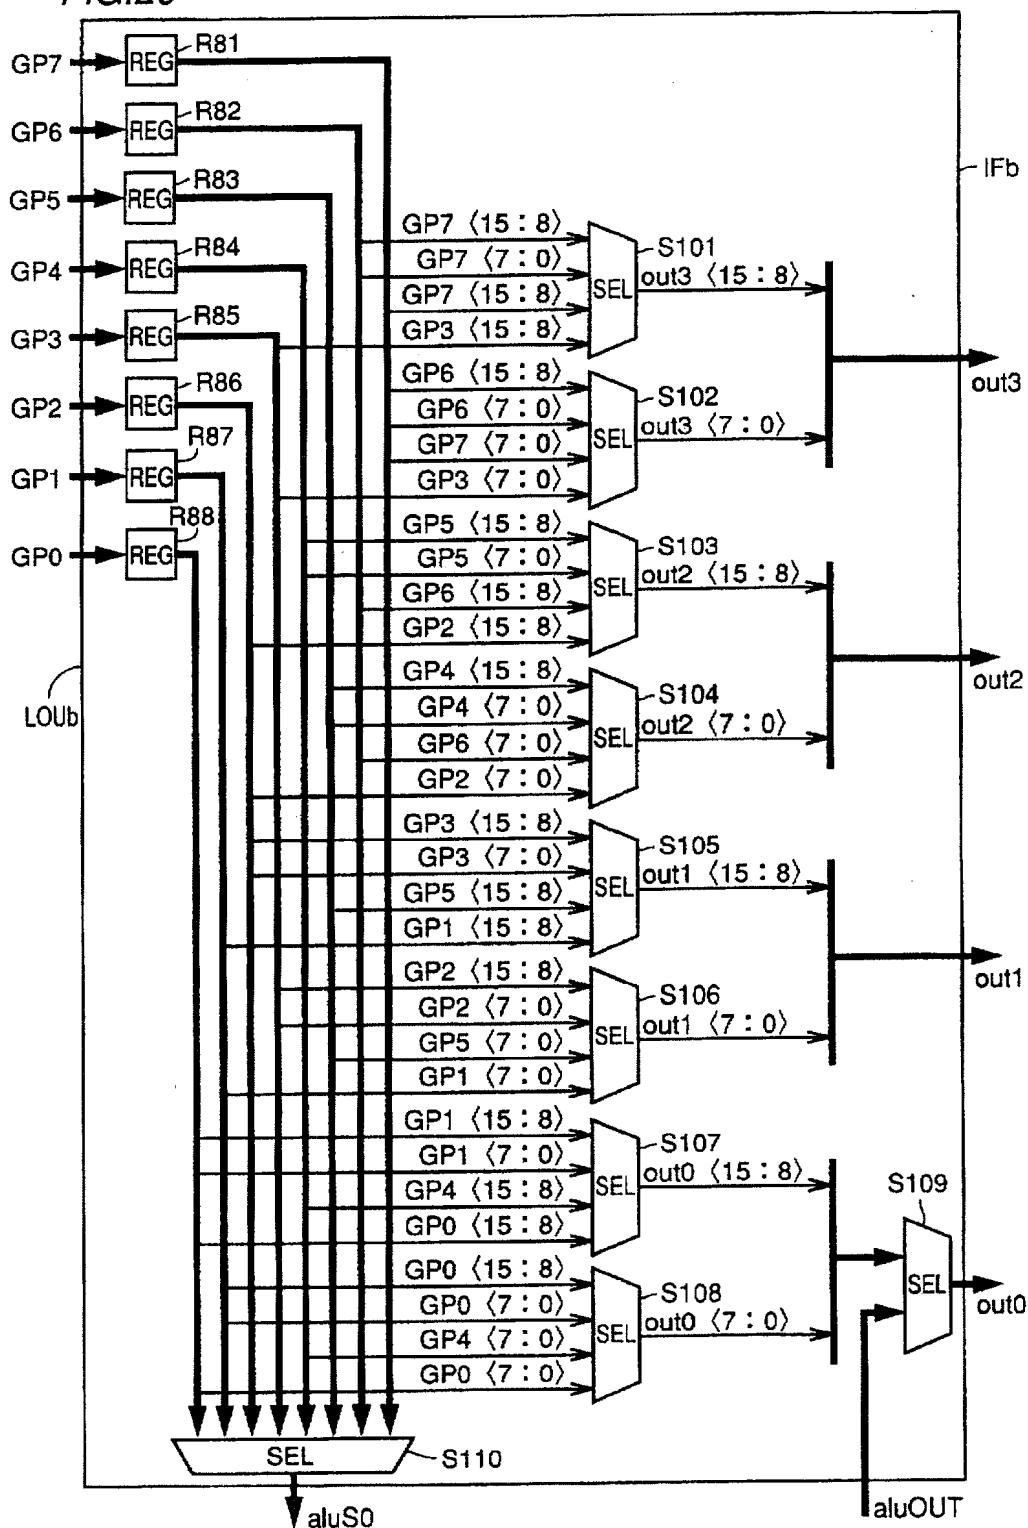 GP7 REG R81
GP6 REG R82
GP5 REG R83
GP4 REG R84
GP3 REG R85
GP2 REG R86
GP1 REG R87
GP0 REG R88
IFb
LOUb
GP7 〈15 : 8〉
GP7 〈7 : 0〉
GP7 〈15 : 8〉
GP3 〈15 : 8〉
SEL
S101
out3 〈15 : 8〉
GP6 〈15 : 8〉
GP6 〈7 : 0〉
GP7 〈7 : 0〉
GP3 〈7 : 0〉
SEL
S102
out3 〈7 : 0〉
out3
GP5 〈15 : 8〉
GP5 〈7 : 0〉
GP6 〈15 : 8〉
GP2 〈15 : 8〉
SEL
S103
out2 〈15 : 8〉
GP4 〈15 : 8〉
GP4 〈7 : 0〉
GP6 〈7 : 0〉
GP2 〈7 : 0〉
SEL
S104
out2 〈7 : 0〉
out2
GP3 〈15 : 8〉
GP3 〈7 : 0〉
GP5 〈15 : 8〉
GP1 〈15 : 8〉
SEL
S105
out1 〈15 : 8〉
GP2 〈15 : 8〉
GP2 〈7 : 0〉
GP5 〈7 : 0〉
GP1 〈7 : 0〉
SEL
S106
out1 〈7 : 0〉
out1
GP1 〈15 : 8〉
GP1 〈7 : 0〉
GP4 〈15 : 8〉
GP0 〈15 : 8〉
SEL
S107
out0 〈15 : 8〉
GP0 〈15 : 8〉
GP0 〈7 : 0〉
GP4 〈7 : 0〉
GP0 〈7 : 0〉
SEL
S108
out0 〈7 : 0〉
S109
SEL
out0
SEL
S110
aluS0
aluOUT